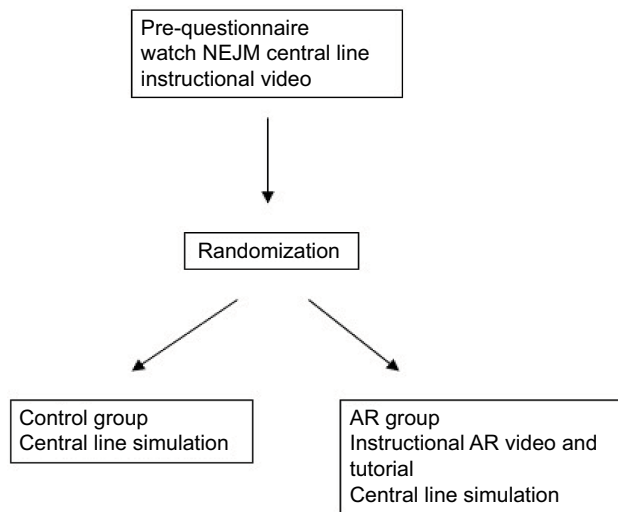 Pre-questionnaire
watch NEJM central line
instructional video
Randomization
Control group
Central line simulation
AR group
Instructional AR video and
tutorial
Central line simulation